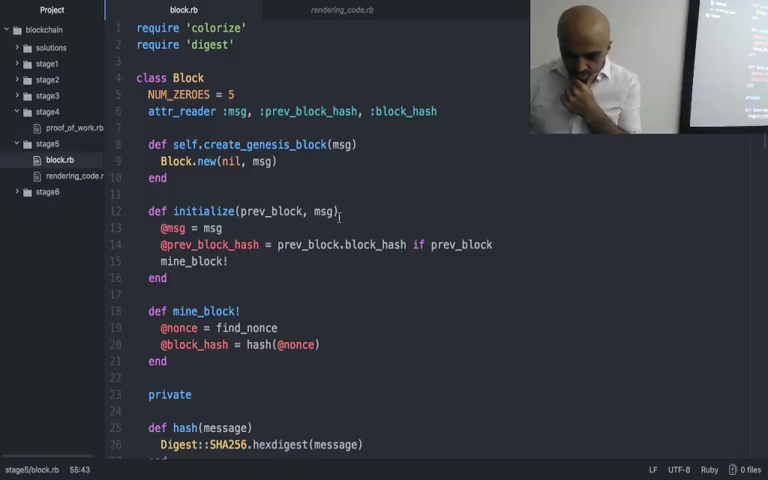 Project
block.rb
rendering_code.rb
blockchain
solutions
stage1
stage2
stage3
stage4
proof_of_work.rb
stage5
block.rb
rendering_code.r
stage6
1 require 'colorize'
2 require 'digest'
3
4 class Block
5 NUM_ZEROES = 5
6 attr_reader :msg, :prev_block_hash, :block_hash
7
8 def self.create_genesis_block(msg)
9 Block.new(nil, msg)
10 end
11
12 def initialize(prev_block, msg)
13 @msg = msg
14 @prev_block_hash = prev_block.block_hash if prev_block
15 mine_block!
16 end
17
18 def mine_block!
19 @nonce = find_nonce
20 @block_hash = hash(@nonce)
21 end
22
23 private
24
25 def hash(message)
26 Digest::SHA256.hexdigest(message)
stage5/block.rb 55:43 LF UTF-8 Ruby 0 files